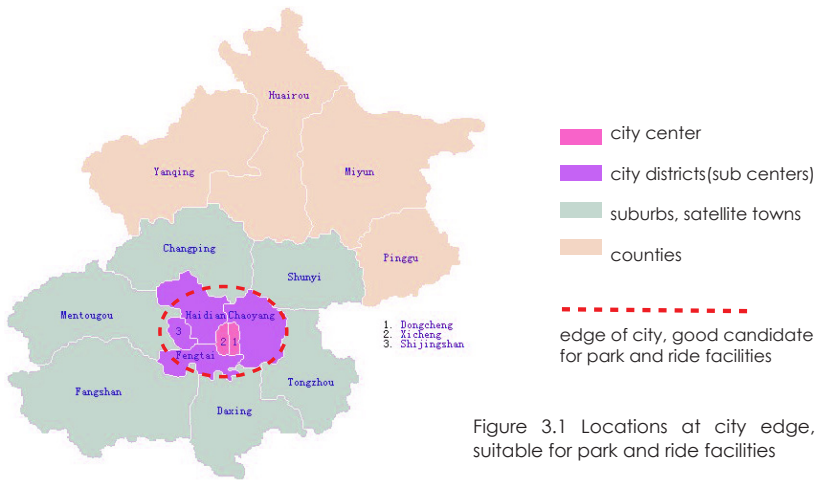 Huairou
Yanqing
Miyun
Changping
Pinggu
Shunyi
Mentougou
Haidian
Chaoyang
3
2
1
Fengtai
Fangshan
Daxing
Tongzhou
1. Dongcheng
2. Xicheng
3. Shijingshan
city center
city districts(sub centers)
suburbs, satellite towns
counties
edge of city, good candidate
for park and ride facilities
Figure 3.1 Locations at city edge,
suitable for park and ride facilities